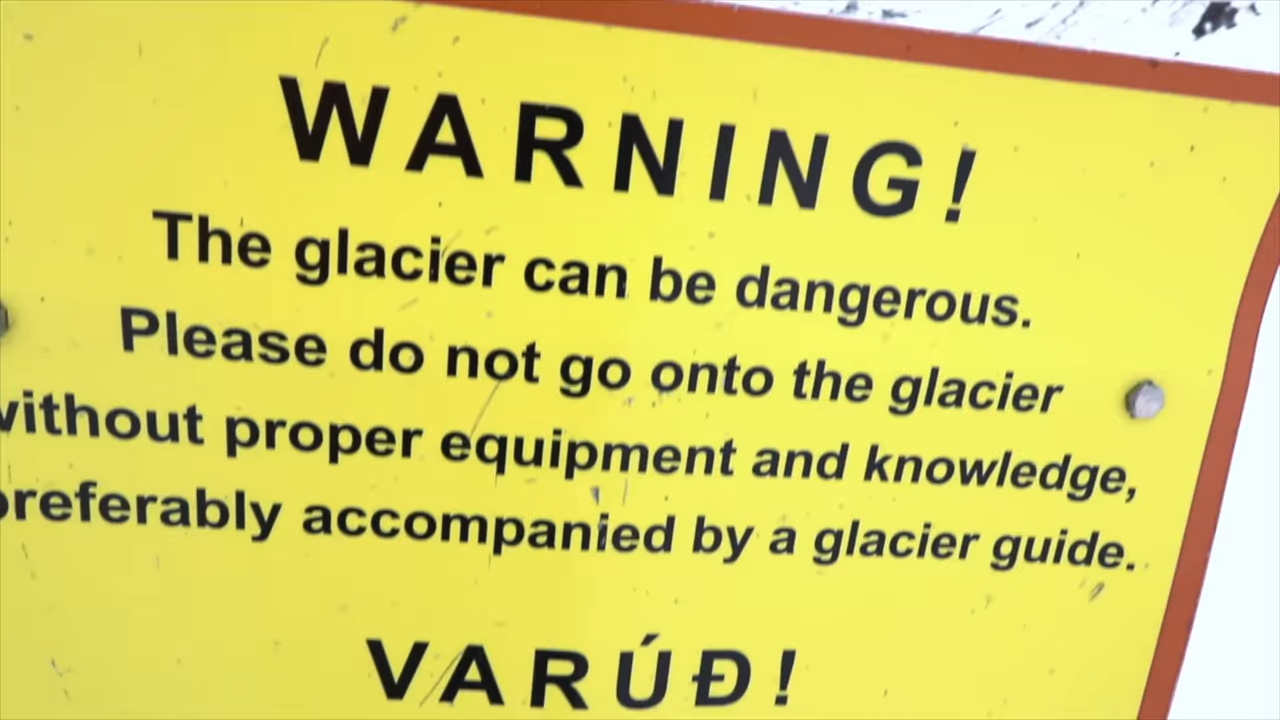 WARNING!
The glacier can be dangerous.
Please do not go onto the glacier
without proper equipment and knowledge,
preferably accompanied by a glacier guide.
VARÚÐ!